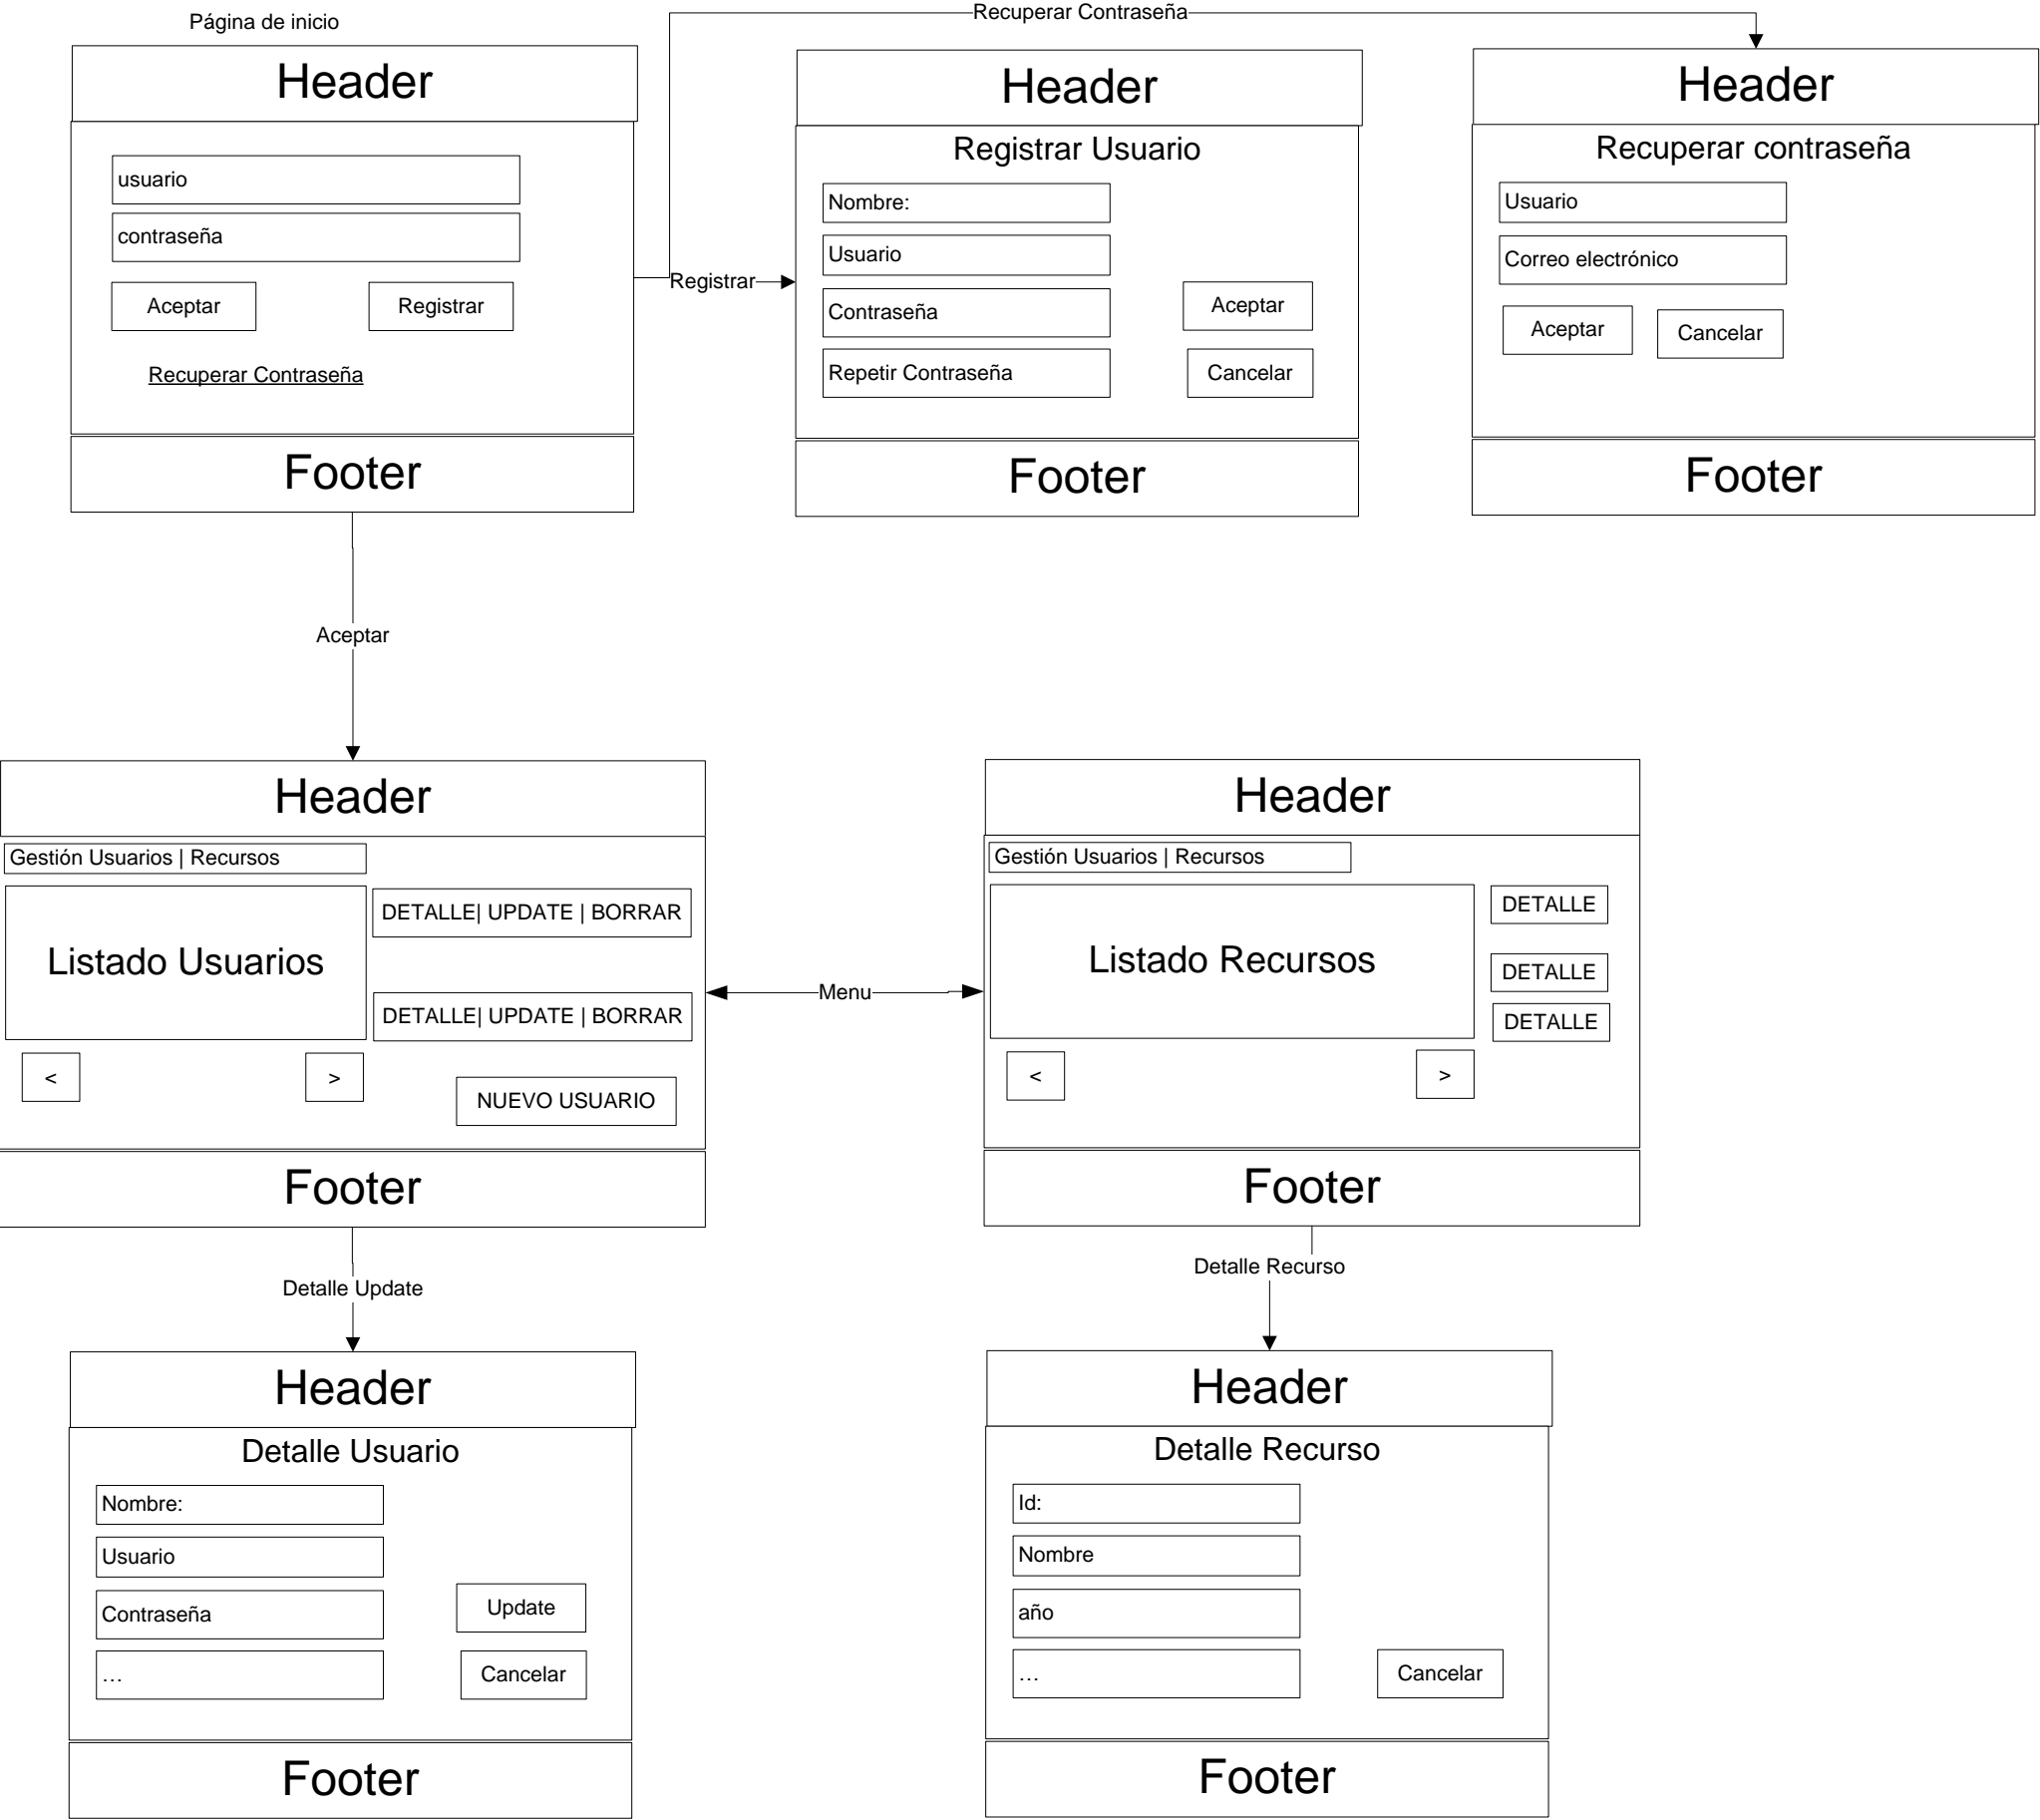 Página de inicio
Recuperar Contraseña
Header
usuario
contraseña
Aceptar
Registrar
Recuperar Contraseña
Footer
Registrar
Header
Registrar Usuario
Nombre:
Usuario
Contraseña
Repetir Contraseña
Aceptar
Cancelar
Footer
Header
Recuperar contraseña
Usuario
Correo electrónico
Aceptar
Cancelar
Footer
Aceptar
Header
Gestión Usuarios | Recursos
Listado Usuarios
DETALLE| UPDATE | BORRAR
DETALLE| UPDATE | BORRAR
<
>
NUEVO USUARIO
Footer
Menu
Header
Gestión Usuarios | Recursos
Listado Recursos
DETALLE
DETALLE
DETALLE
<
>
Footer
Detalle Update
Detalle Recurso
Header
Detalle Usuario
Nombre:
Usuario
Contraseña
…
Update
Cancelar
Footer
Header
Detalle Recurso
Id:
Nombre
año
…
Cancelar
Footer